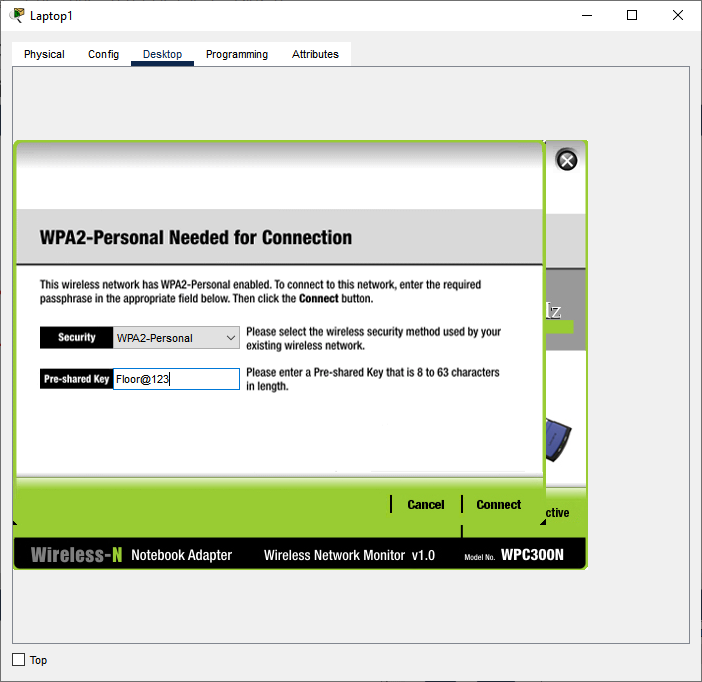 Laptop1
Physical Config Desktop Programming Attributes
WPA2-Personal Needed for Connection
This wireless network has WPA2-Personal enabled. To connect to this network, enter the required
passphrase in the appropriate field below. Then click the Connect button.
Security WPA2-Personal Please select the wireless security method used by your
existing wireless network.
Pre-shared Key Floor@123 Please enter a Pre-shared Key that is 8 to 63 characters
in length.
Hz
Cancel Connect
ctive
Wireless-N Notebook Adapter Wireless Network Monitor v1.0 Model No. WPC300N
Top